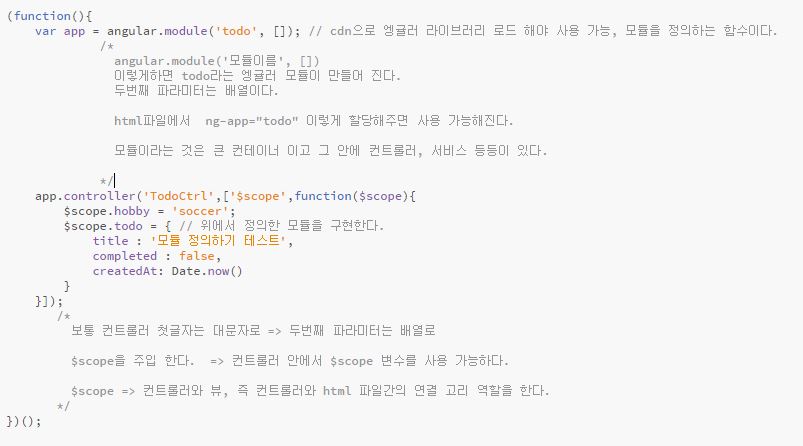 (function(){
var app = angular.module('todo', []); // cdn으로 엥귤러 라이브러리 로드 해야 사용 가능, 모듈을 정의하는 함수이다.
/*
angular.module('모듈이름', [])
이렇게하면 todo라는 엥귤러 모듈이 만들어 진다.
두번째 파라미터는 배열이다.
html파일에서 ng-app="todo" 이렇게 할당해주면 사용 가능해진다.
모듈이라는 것은 큰 컨테이너 이고 그 안에 컨트롤러, 서비스 등등이 있다.
*/
app.controller('TodoCtrl',['$scope',function($scope){
$scope.hobby = 'soccer';
$scope.todo = { // 위에서 정의한 모듈을 구현한다.
title : '모듈 정의하기 테스트',
completed : false,
createdAt: Date.now()
}
}]);
/*
보통 컨트롤러 첫글자는 대문자로 => 두번째 파라미터는 배열로
$scope을 주입 한다. => 컨트롤러 안에서 $scope 변수를 사용 가능하다.
$scope => 컨트롤러와 뷰, 즉 컨트롤러와 html 파일간의 연결 고리 역할을 한다.
*/
})();